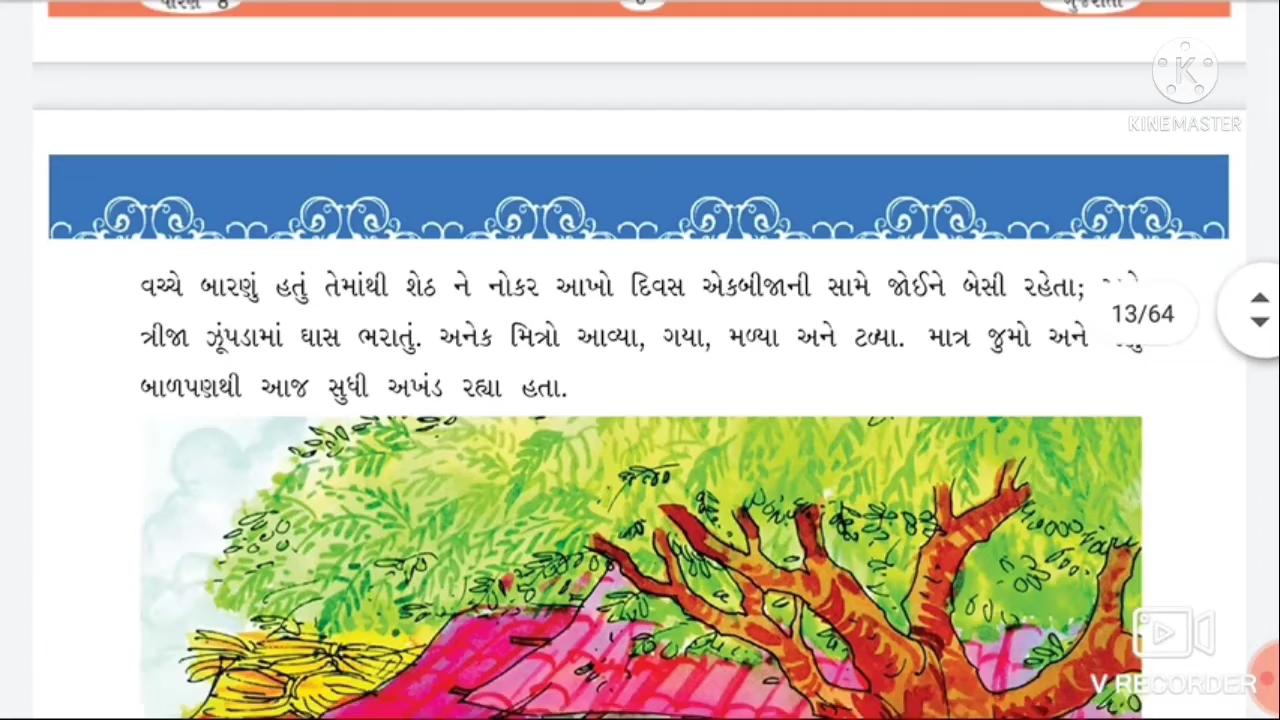 KINEMASTER
વચ્ચે બારણું હતું તેમાંથી શેઠ ને નોકર આખો દિવસ એકબીજાની સામે જોઈને બેસી રહેતા;
13/64
ત્રીજા ઝૂંપડામાં ઘાસ ભરાતું. અનેક મિત્રો આવ્યા, ગયા, મળ્યા અને ટળ્યા. માત્ર જુમો અને
બાળપણથી આજ સુધી અખંડ રહ્યા હતા.
V RECORDER